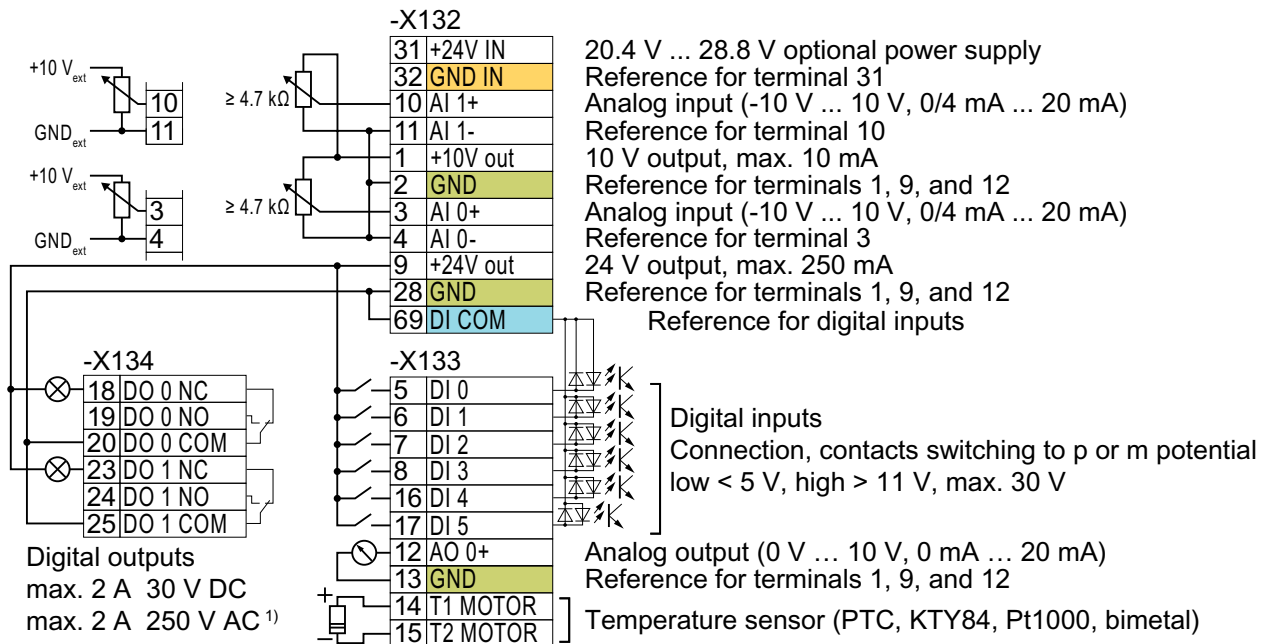 -X132
31 +24V IN 20.4 V ... 28.8 V optional power supply
32 GND IN Reference for terminal 31
10 AI 1+ Analog input (-10 V ... 10 V, 0/4 mA ... 20 mA)
11 AI 1- Reference for terminal 10
1 +10V out 10 V output, max. 10 mA
2 GND Reference for terminals 1, 9, and 12
3 AI 0+ Analog input (-10 V ... 10 V, 0/4 mA ... 20 mA)
4 AI 0- Reference for terminal 3
9 +24V out 24 V output, max. 250 mA
28 GND Reference for terminals 1, 9, and 12
69 DI COM Reference for digital inputs
+10 Vext
10
GNDext 11
≥ 4.7 kΩ
+10 Vext
3
GNDext 4
≥ 4.7 kΩ
-X134
18 DO 0 NC
19 DO 0 NO
20 DO 0 COM
23 DO 1 NC
24 DO 1 NO
25 DO 1 COM
Digital outputs
max. 2 A 30 V DC
max. 2 A 250 V AC 1)
-X133
5 DI 0
6 DI 1
7 DI 2
8 DI 3
16 DI 4
17 DI 5
Digital inputs
Connection, contacts switching to p or m potential
low < 5 V, high > 11 V, max. 30 V
12 AO 0+ Analog output (0 V … 10 V, 0 mA … 20 mA)
13 GND Reference for terminals 1, 9, and 12
+ 14 T1 MOTOR
− 15 T2 MOTOR
Temperature sensor (PTC, KTY84, Pt1000, bimetal)